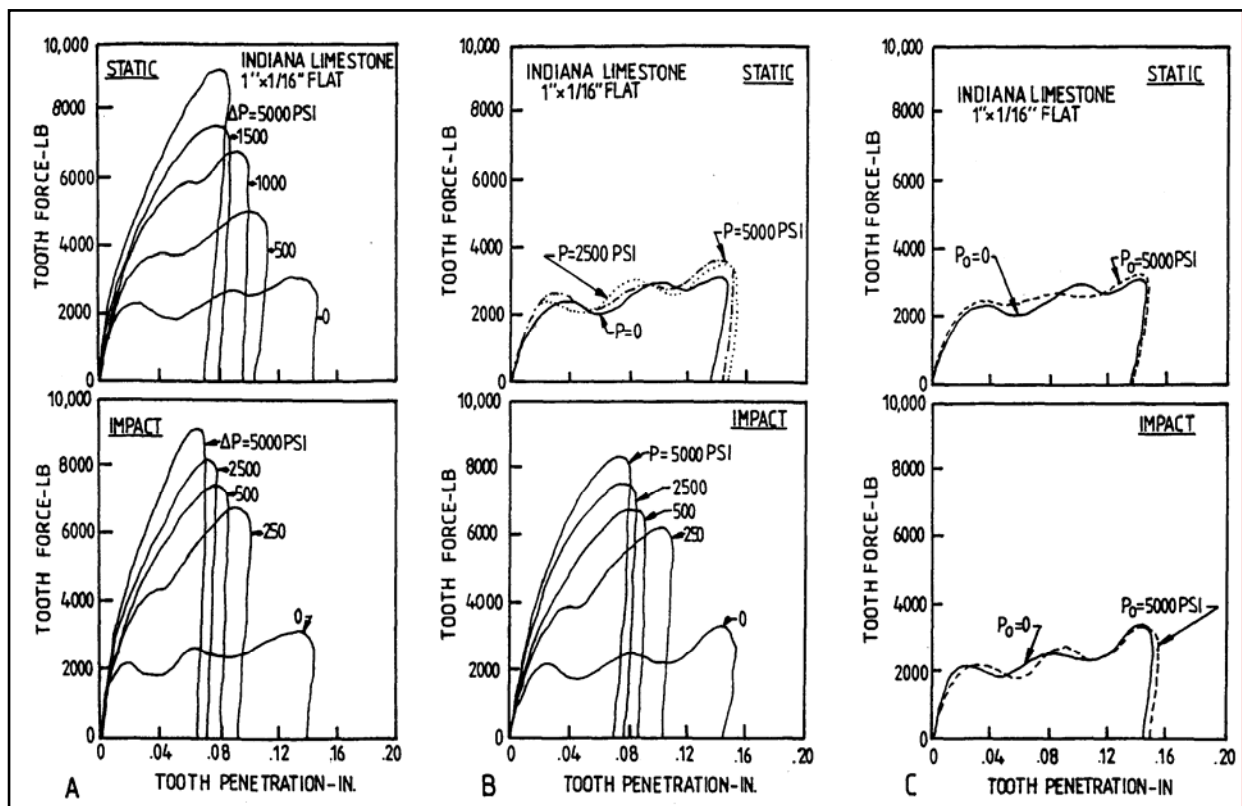 10,000
8000
6000
4000
2000
0
TOOTH FORCE-LB
STATIC
INDIANA LIMESTONE
1"×1/16" FLAT
ΔP=5000 PSI
1500
1000
500
0
10,000
8000
6000
4000
2000
0
TOOTH FORCE-LB
IMPACT
ΔP=5000 PSI
2500
500
250
0
0 .04 .08 .12 .16 .20
TOOTH PENETRATION-IN.
A
10,000
8000
6000
4000
2000
0
TOOTH FORCE-LB
INDIANA LIMESTONE
1"×1/16" FLAT
STATIC
P=5000 PSI
P=2500 PSI
P=0
10,000
8000
6000
4000
2000
0
TOOTH FORCE-LB
IMPACT
P=5000 PSI
2500
500
250
0
0 .04 .08 .12 .16 .20
TOOTH PENETRATION-IN.
B
10,000
8000
6000
4000
2000
0
TOOTH FORCE-LB
STATIC
INDIANA LIMESTONE
1"×1/16" FLAT
Po=0
Po=5000 PSI
10,000
8000
6000
4000
2000
0
TOOTH FORCE-LB
IMPACT
Po=0
Po=5000 PSI
0 .04 .08 .12 .16 .20
TOOTH PENETRATION-IN
C